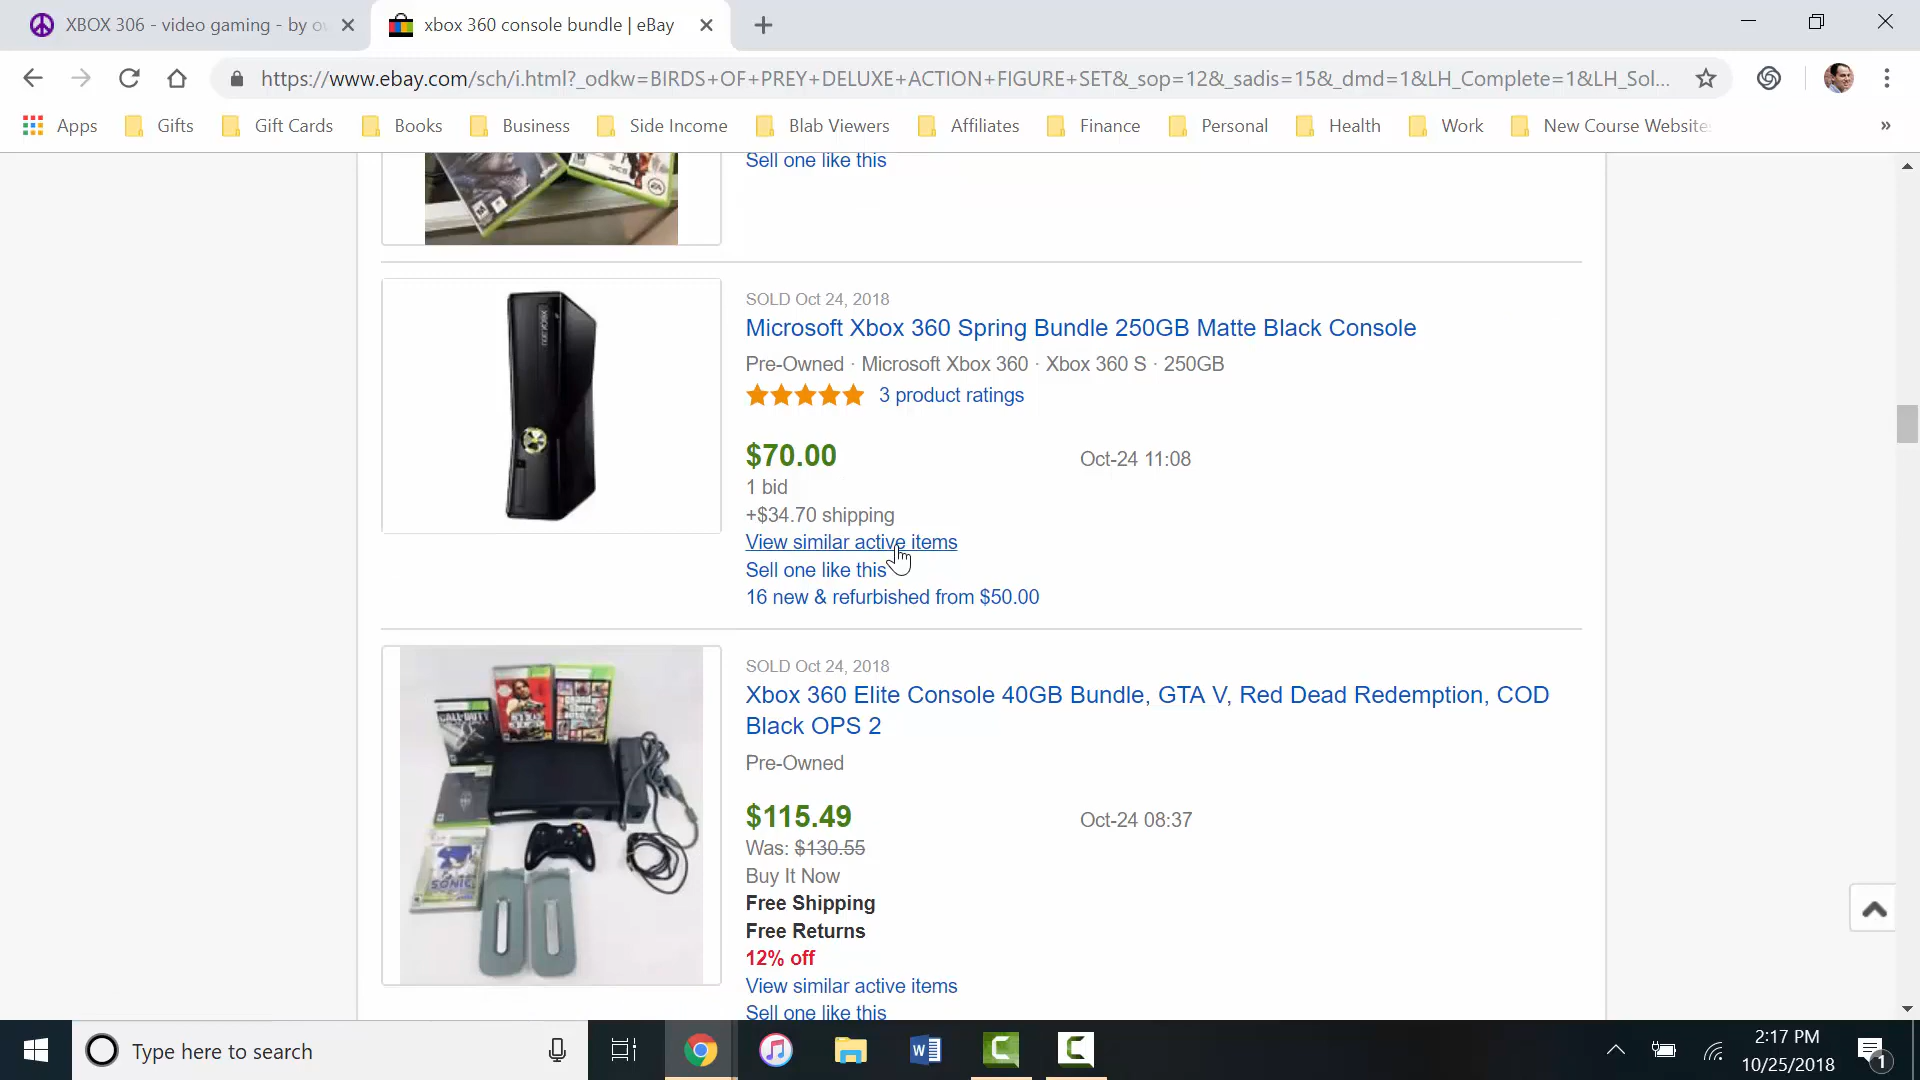 XBOX 306 - video gaming - by ow
xbox 360 console bundle | eBay
https://www.ebay.com/sch/i.html?_odkw=BIRDS+OF+PREY+DELUXE+ACTION+FIGURE+SET&_sop=12&_sadis=15&_dmd=1&LH_Complete=1&LH_Sol...
Apps Gifts Gift Cards Books Business Side Income Blab Viewers Affiliates Finance Personal Health Work New Course Website »
Sell one like this
SOLD Oct 24, 2018
Microsoft Xbox 360 Spring Bundle 250GB Matte Black Console
Pre-Owned · Microsoft Xbox 360 · Xbox 360 S · 250GB
3 product ratings
$70.00 Oct-24 11:08
1 bid
+$34.70 shipping
View similar active items
Sell one like this
16 new & refurbished from $50.00
SOLD Oct 24, 2018
Xbox 360 Elite Console 40GB Bundle, GTA V, Red Dead Redemption, COD
Black OPS 2
Pre-Owned
$115.49 Oct-24 08:37
Was: $130.55
Buy It Now
Free Shipping
Free Returns
12% off
View similar active items
Sell one like this
CALL OF DUTY
SONIC
Type here to search
2:17 PM
10/25/2018
1